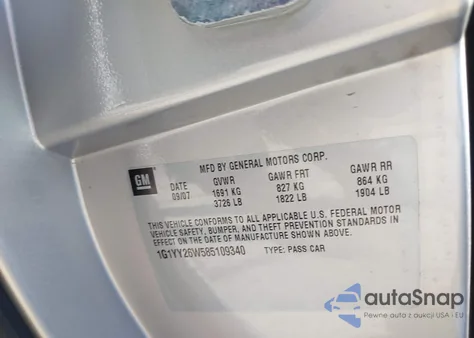 MFD BY GENERAL MOTORS CORP.
GM
DATE GVWR GAWR FRT GAWR RR
09/07 1691 KG 827 KG 864 KG
3726 LB 1822 LB 1904 LB
THIS VEHICLE CONFORMS TO ALL APPLICABLE U.S. FEDERAL MOTOR
VEHICLE SAFETY, BUMPER, AND THEFT PREVENTION STANDARDS IN
EFFECT ON THE DATE OF MANUFACTURE SHOWN ABOVE.
1G1YY26W585109340 TYPE: PASS CAR
autoSnap
Pewne auta z aukcji USA i EU